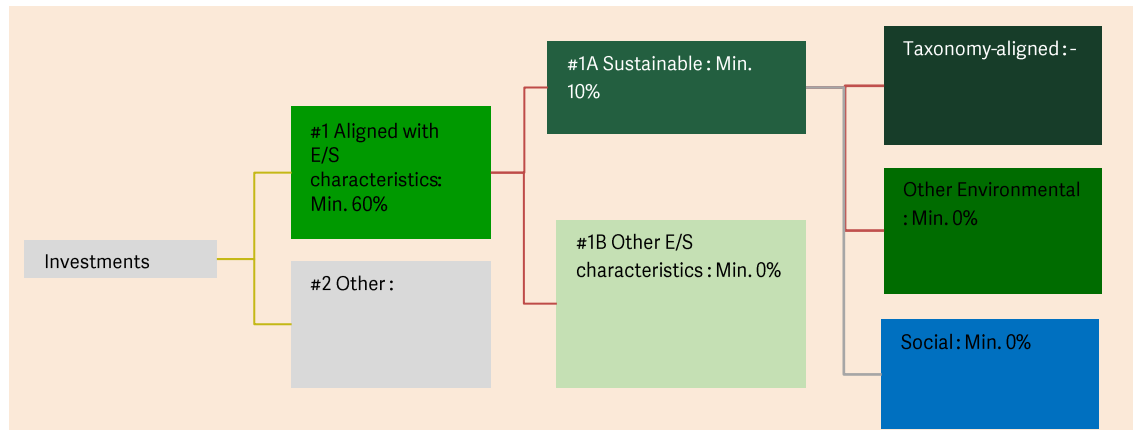 Investments
#1 Aligned with
E/S
characteristics:
Min. 60%
#2 Other :
#1A Sustainable : Min.
10%
#1B Other E/S
characteristics : Min. 0%
Taxonomy-aligned : -
Other Environmental
: Min. 0%
Social : Min. 0%